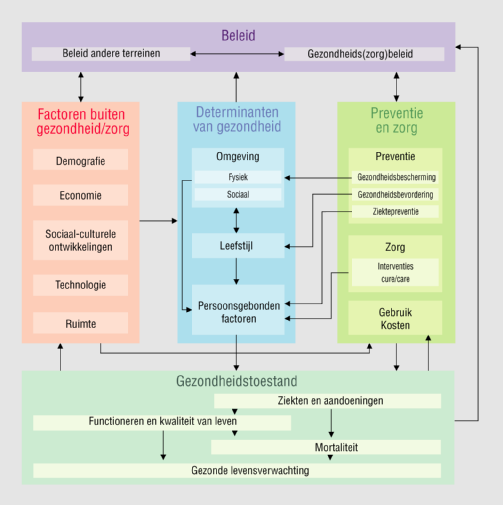 Beleid
Beleid andere terreinen
Gezondheids(zorg)beleid
Factoren buiten
gezondheid/zorg
Demografie
Economie
Sociaal-culturele
ontwikkelingen
Technologie
Ruimte
Determinanten
van gezondheid
Omgeving
Fysiek
Sociaal
Leefstijl
Persoonsgebonden
factoren
Preventie
en zorg
Preventie
Gezondheidsbescherming
Gezondheidsbevordering
Ziektepreventie
Zorg
Interventies
cure/care
Gebruik
Kosten
Gezondheidstoestand
Ziekten en aandoeningen
Functioneren en kwaliteit van leven
Mortaliteit
Gezonde levensverwachting